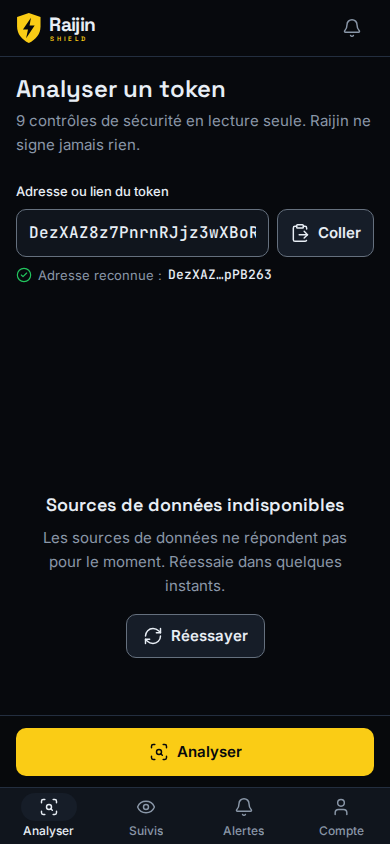 Raijin
SHIELD
Analyser un token
9 contrôles de sécurité en lecture seule. Raijin ne
signe jamais rien.
Adresse ou lien du token
DezXAZ8z7PnrnRJjz3wXBoR
Coller
Adresse reconnue : DezXAZ…pPB263
Sources de données indisponibles
Les sources de données ne répondent pas
pour le moment. Réessaie dans quelques
instants.
Réessayer
Analyser
Analyser
Suivis
Alertes
Compte